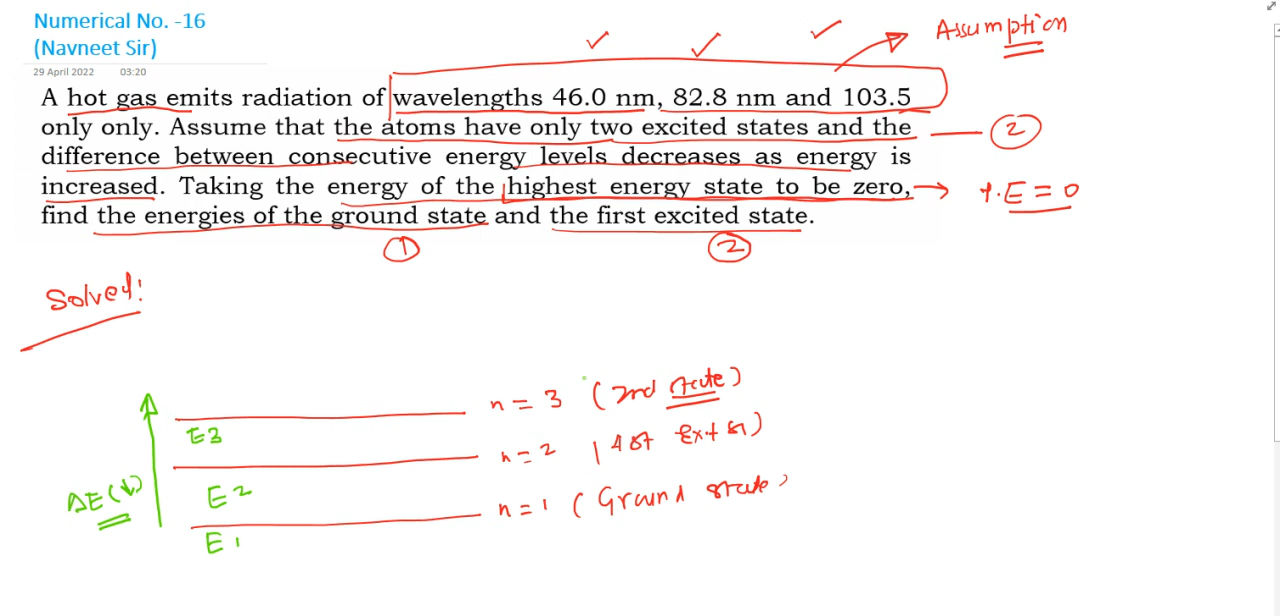 Numerical No. -16
(Navneet Sir)
29 April 2022 03:20
Assumption
A hot gas emits radiation of wavelengths 46.0 nm, 82.8 nm and 103.5
only only. Assume that the atoms have only two excited states and the
2
difference between consecutive energy levels decreases as energy is
increased. Taking the energy of the highest energy state to be zero,
T.E = 0
find the energies of the ground state and the first excited state.
1 2
Solved!
n = 3 (2nd state)
E3
n = 2 (1st Ext St)
ΔE(↓)
E2
n = 1 (Ground state)
E1